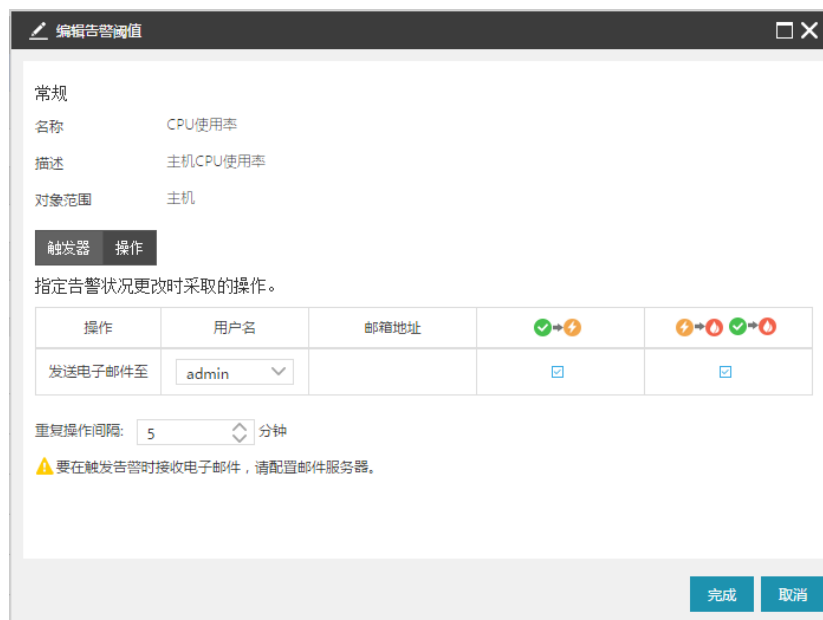 编辑告警阈值
常规
名称 CPU使用率
描述 主机CPU使用率
对象范围 主机
触发器 操作
指定告警状况更改时采取的操作。
操作 用户名 邮箱地址
发送电子邮件至 admin
重复操作间隔: 5 分钟
要在触发告警时接收电子邮件，请配置邮件服务器。
完成 取消